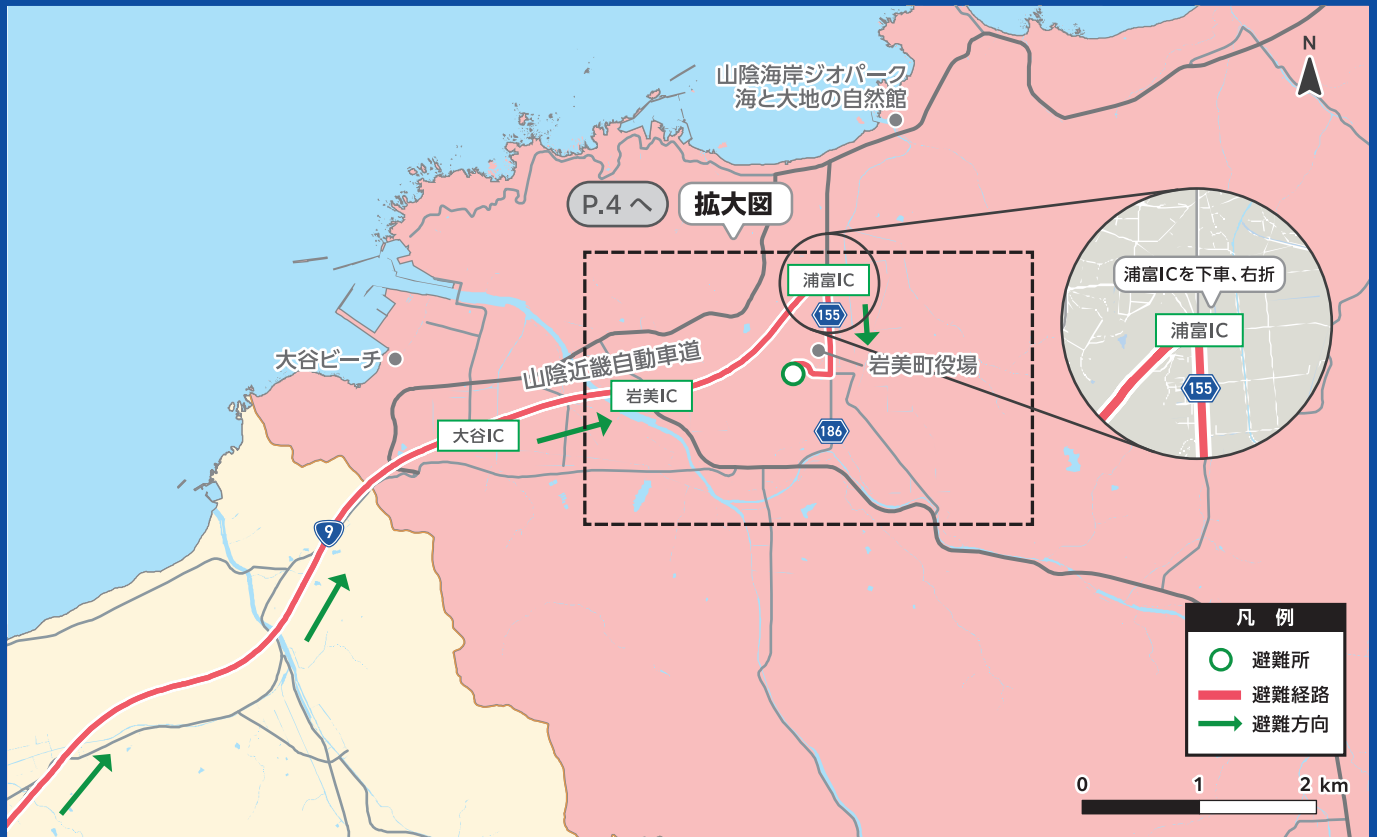 N
山陰海岸ジオパーク
海と大地の自然館
P.4 へ
拡大図
浦富ICを下車、右折
浦富IC
155
浦富IC
155
大谷ビーチ
山陰近畿自動車道
岩美町役場
岩美IC
大谷IC
186
9
凡 例
避難所
避難経路
避難方向
0 1 2 km